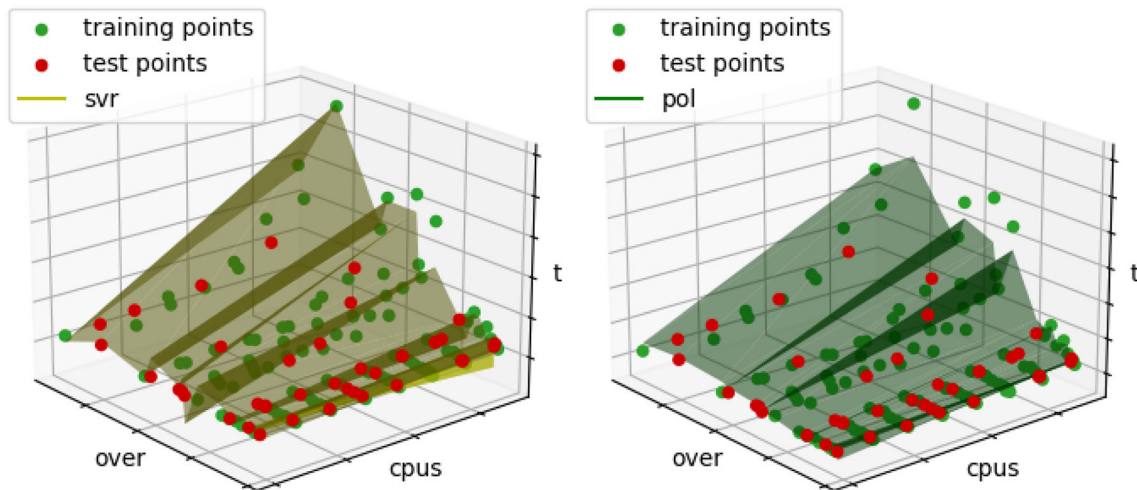 training points
test points
svr
t
over
cpus
training points
test points
pol
t
over
cpus